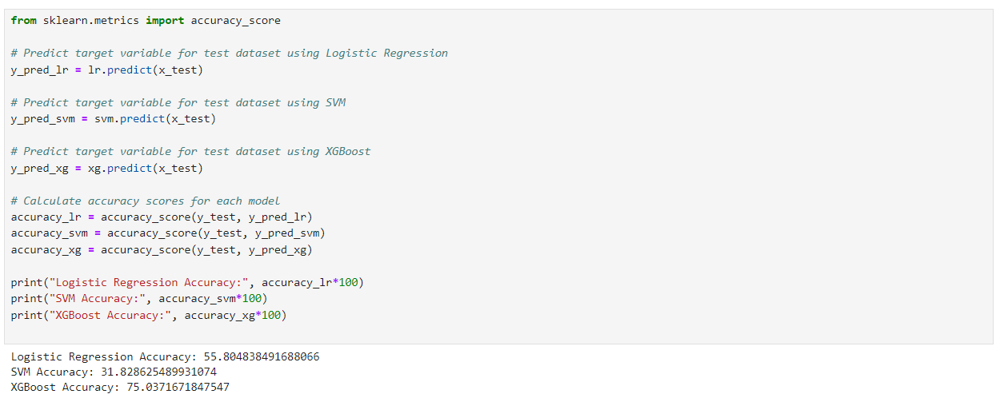 from sklearn.metrics import accuracy_score
# Predict target variable for test dataset using Logistic Regression
y_pred_lr = lr.predict(x_test)
# Predict target variable for test dataset using SVM
y_pred_svm = svm.predict(x_test)
# Predict target variable for test dataset using XGBoost
y_pred_xg = xg.predict(x_test)
# Calculate accuracy scores for each model
accuracy_lr = accuracy_score(y_test, y_pred_lr)
accuracy_svm = accuracy_score(y_test, y_pred_svm)
accuracy_xg = accuracy_score(y_test, y_pred_xg)
print("Logistic Regression Accuracy:", accuracy_lr*100)
print("SVM Accuracy:", accuracy_svm*100)
print("XGBoost Accuracy:", accuracy_xg*100)
Logistic Regression Accuracy: 55.804838491688066
SVM Accuracy: 31.828625489931074
XGBoost Accuracy: 75.0371671847547